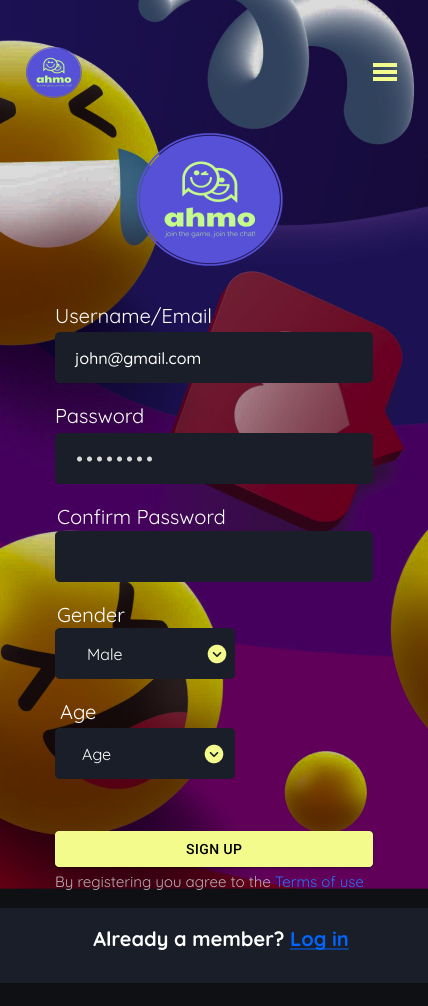 ahmo
ahmo
join the game, join the chat!
Username/Email
john@gmail.com
Password
Confirm Password
Gender
Male
Age
Age
SIGN UP
By registering you agree to the Terms of use
Already a member? Log in